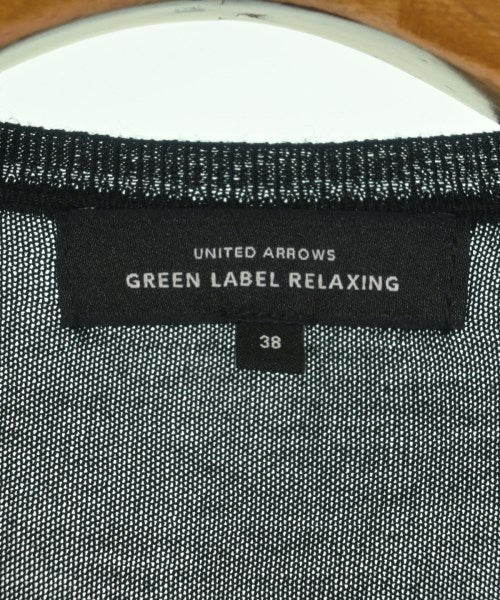 UNITED ARROWS
GREEN LABEL RELAXING
38